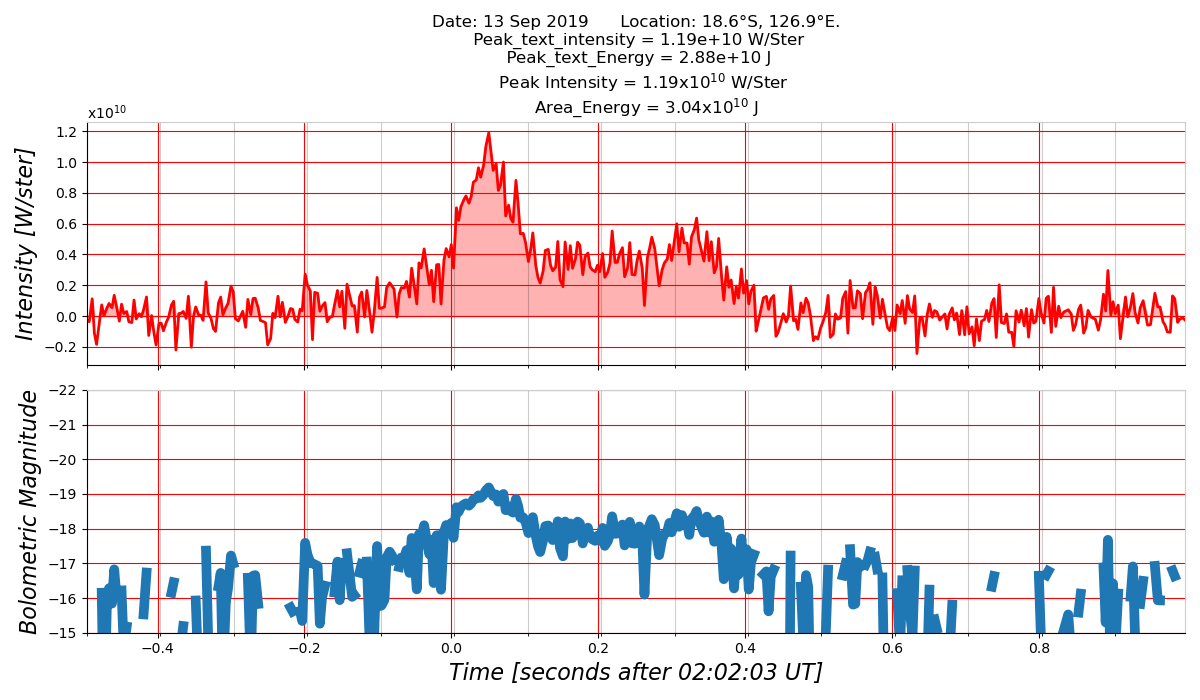 Date: 13 Sep 2019      Location: 18.6°S, 126.9°E.
Peak_text_intensity = 1.19e+10 W/Ster
Peak_text_Energy = 2.88e+10 J
Peak Intensity = 1.19x10¹⁰ W/Ster
Area_Energy = 3.04x10¹⁰ J
x10¹⁰
1.2
1.0
0.8
0.6
0.4
0.2
0.0
−0.2
Intensity [W/ster]
−22
−21
−20
−19
−18
−17
−16
−15
Bolometric Magnitude
−0.4 −0.2 0.0 0.2 0.4 0.6 0.8
Time [seconds after 02:02:03 UT]